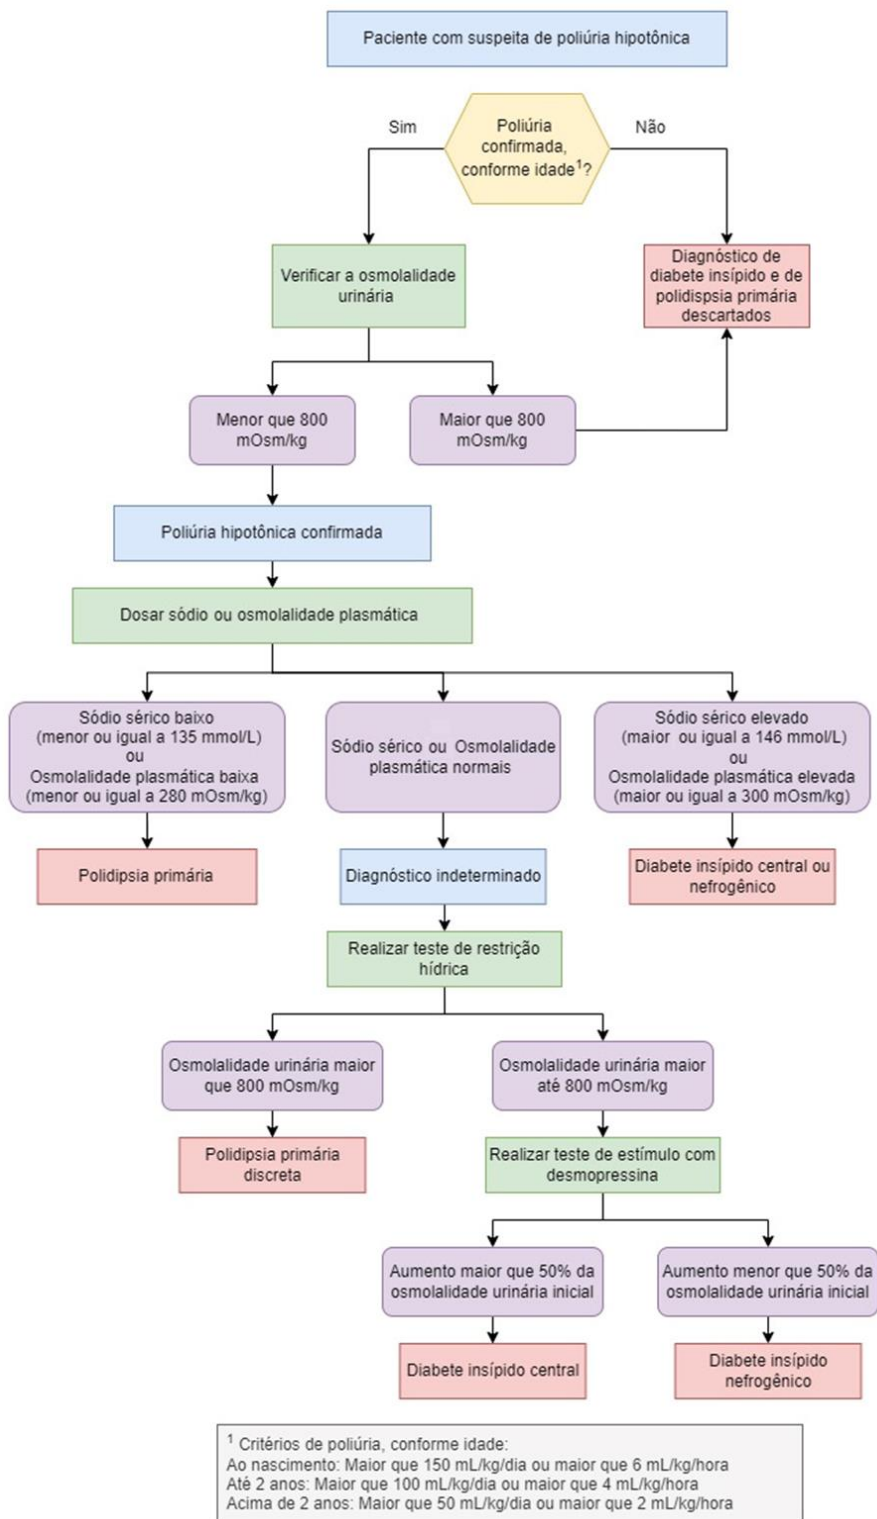 Paciente com suspeita de poliúria hipotônica
Sim
Poliúria
confirmada,
conforme idade¹?
Não
Verificar a osmolalidade
urinária
Diagnóstico de
diabete insípido e de
polidispsia primária
descartados
Menor que 800
mOsm/kg
Maior que 800
mOsm/kg
Poliúria hipotônica confirmada
Dosar sódio ou osmolalidade plasmática
Sódio sérico baixo
(menor ou igual a 135 mmol/L)
ou
Osmolalidade plasmática baixa
(menor ou igual a 280 mOsm/kg)
Sódio sérico ou Osmolalidade
plasmática normais
Sódio sérico elevado
(maior ou igual a 146 mmol/L)
ou
Osmolalidade plasmática elevada
(maior ou igual a 300 mOsm/kg)
Polidipsia primária
Diagnóstico indeterminado
Diabete insípido central ou
nefrogênico
Realizar teste de restrição
hídrica
Osmolalidade urinária maior
que 800 mOsm/kg
Osmolalidade urinária maior
até 800 mOsm/kg
Polidipsia primária
discreta
Realizar teste de estímulo com
desmopressina
Aumento maior que 50% da
osmolalidade urinária inicial
Aumento menor que 50% da
osmolalidade urinária inicial
Diabete insípido central
Diabete insípido
nefrogênico
¹ Critérios de poliúria, conforme idade:
Ao nascimento: Maior que 150 mL/kg/dia ou maior que 6 mL/kg/hora
Até 2 anos: Maior que 100 mL/kg/dia ou maior que 4 mL/kg/hora
Acima de 2 anos: Maior que 50 mL/kg/dia ou maior que 2 mL/kg/hora